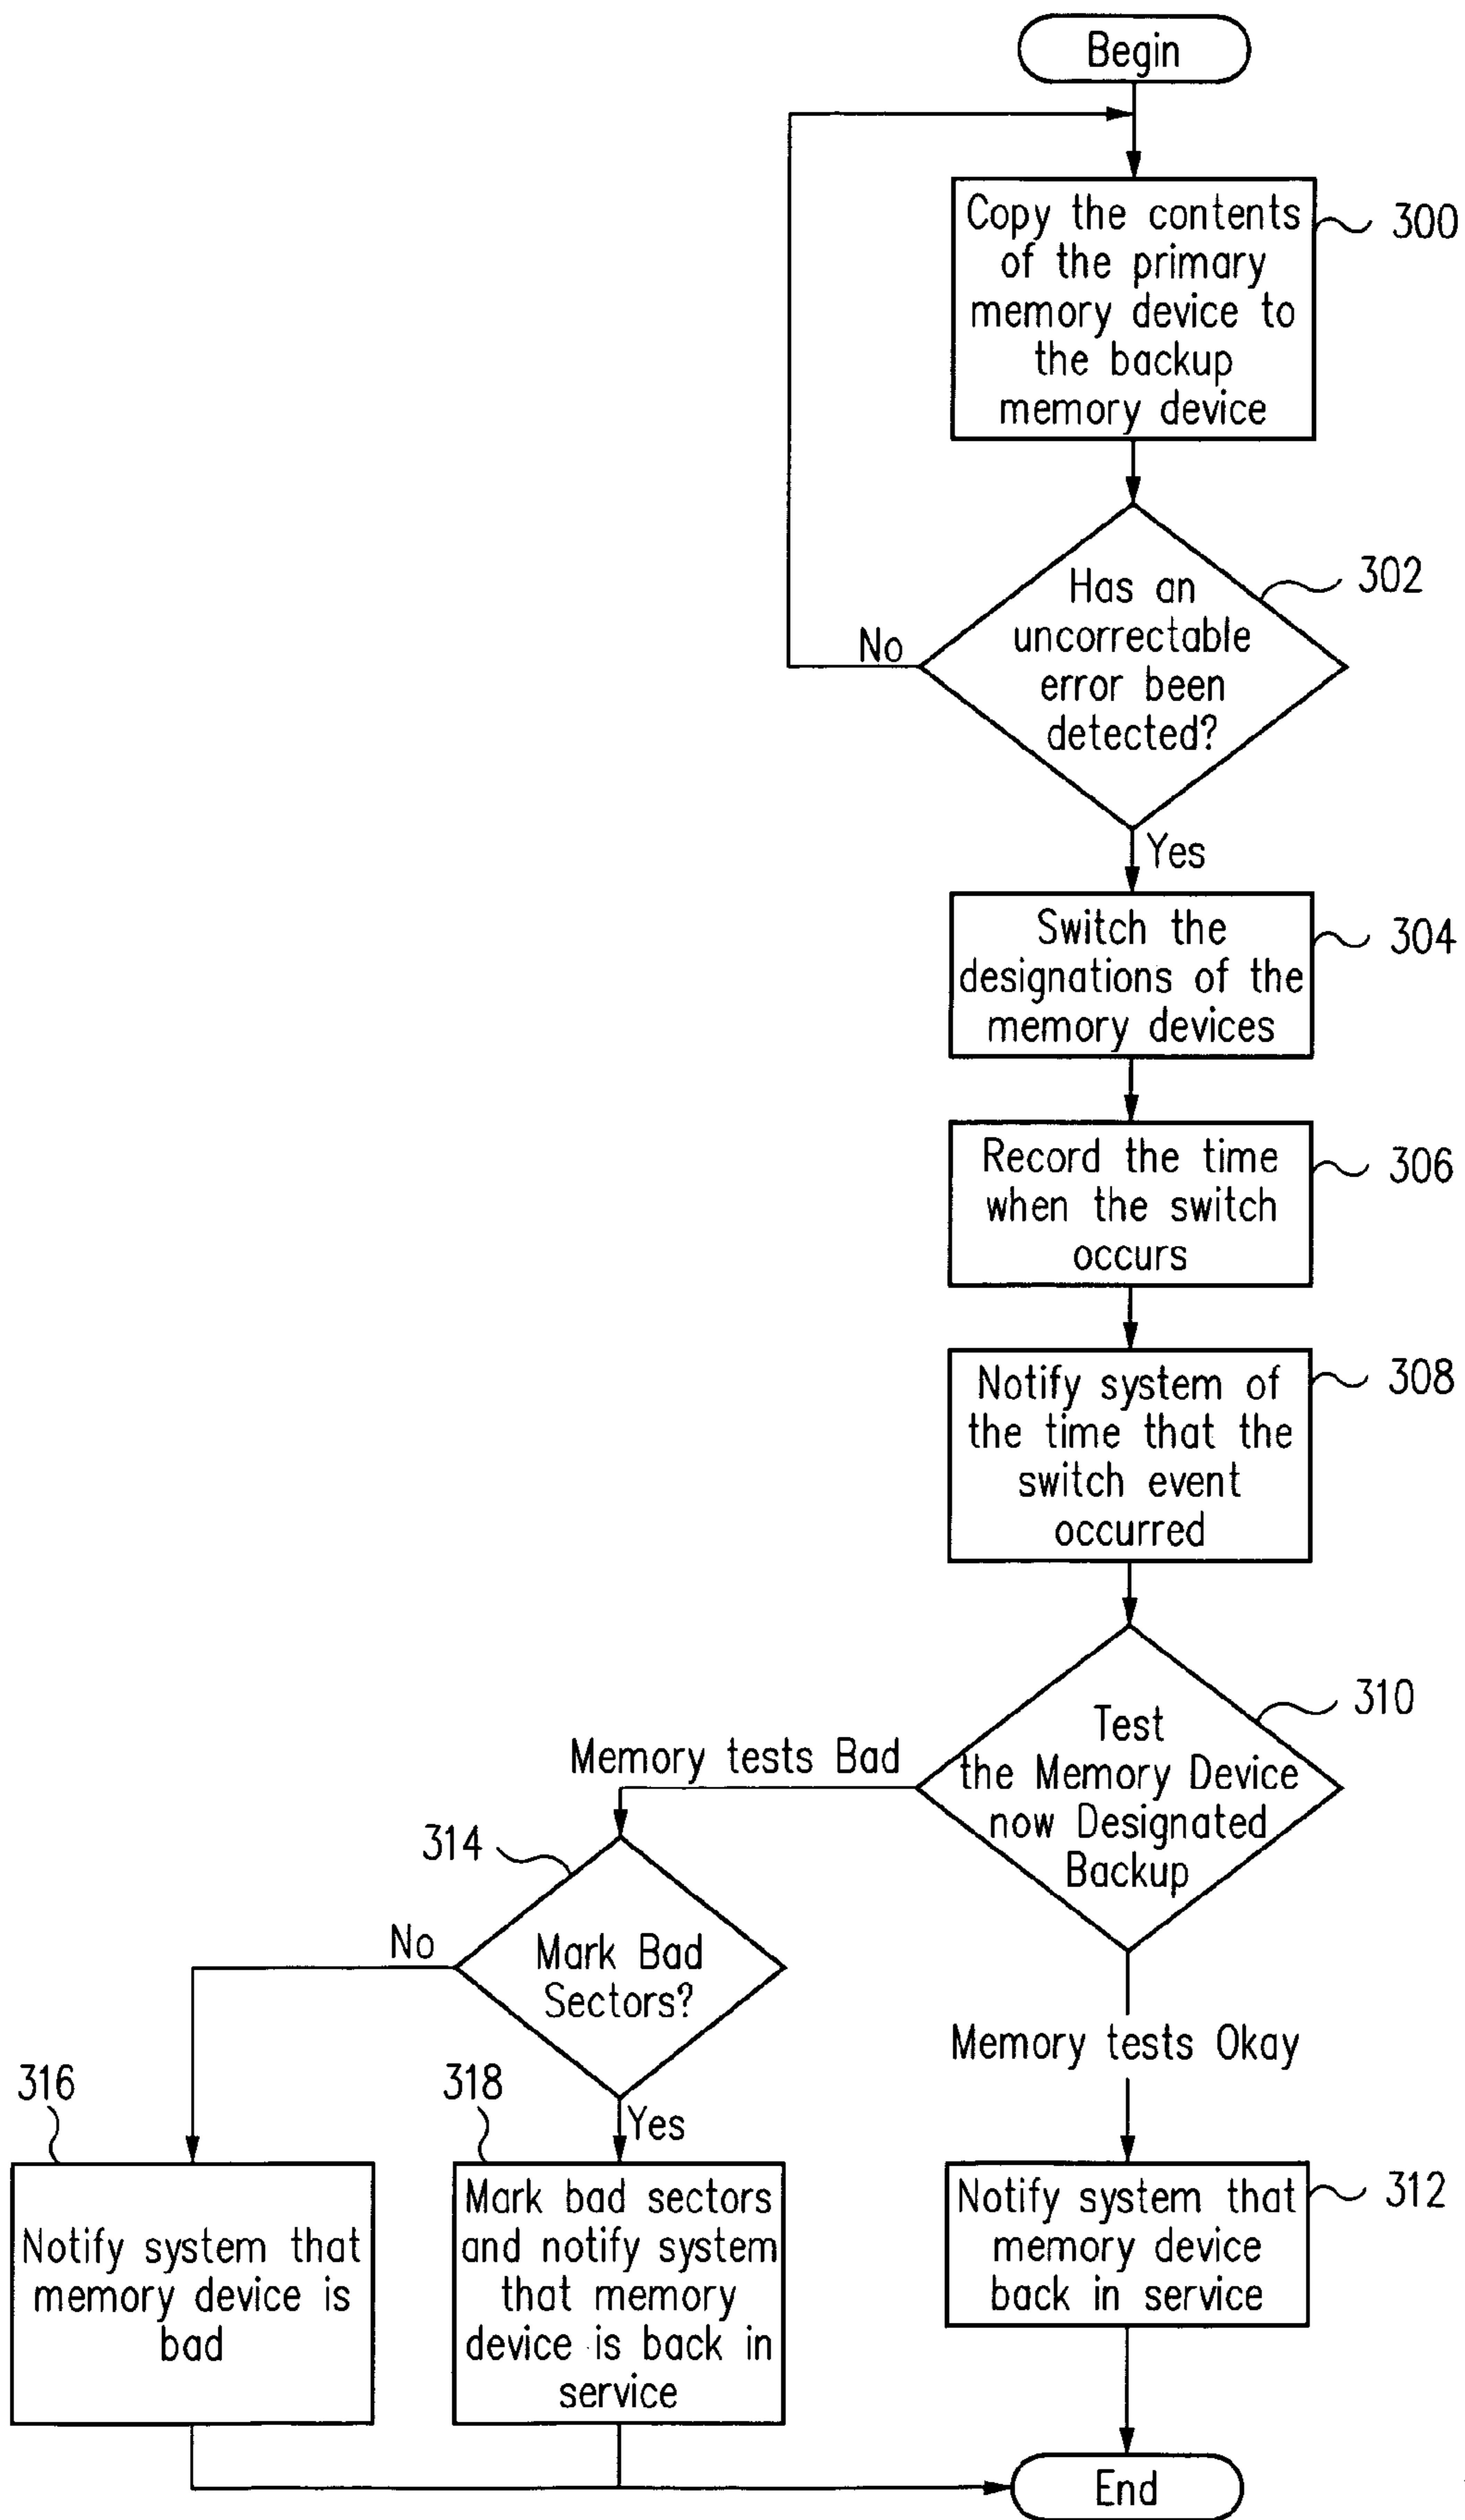 Begin
Copy the contents
of the primary
memory device to
the backup
memory device
300
Has an
uncorrectable
error been
detected?
302
No
Yes
Switch the
designations of the
memory devices
304
Record the time
when the switch
occurs
306
Notify system of
the time that the
switch event
occurred
308
Test
the Memory Device
now Designated
Backup
310
Memory tests Bad
314
Mark Bad
Sectors?
No
Yes
Memory tests Okay
316
Notify system that
memory device is
bad
318
Mark bad sectors
and notify system
that memory
device is back in
service
Notify system that
memory device
back in service
312
End